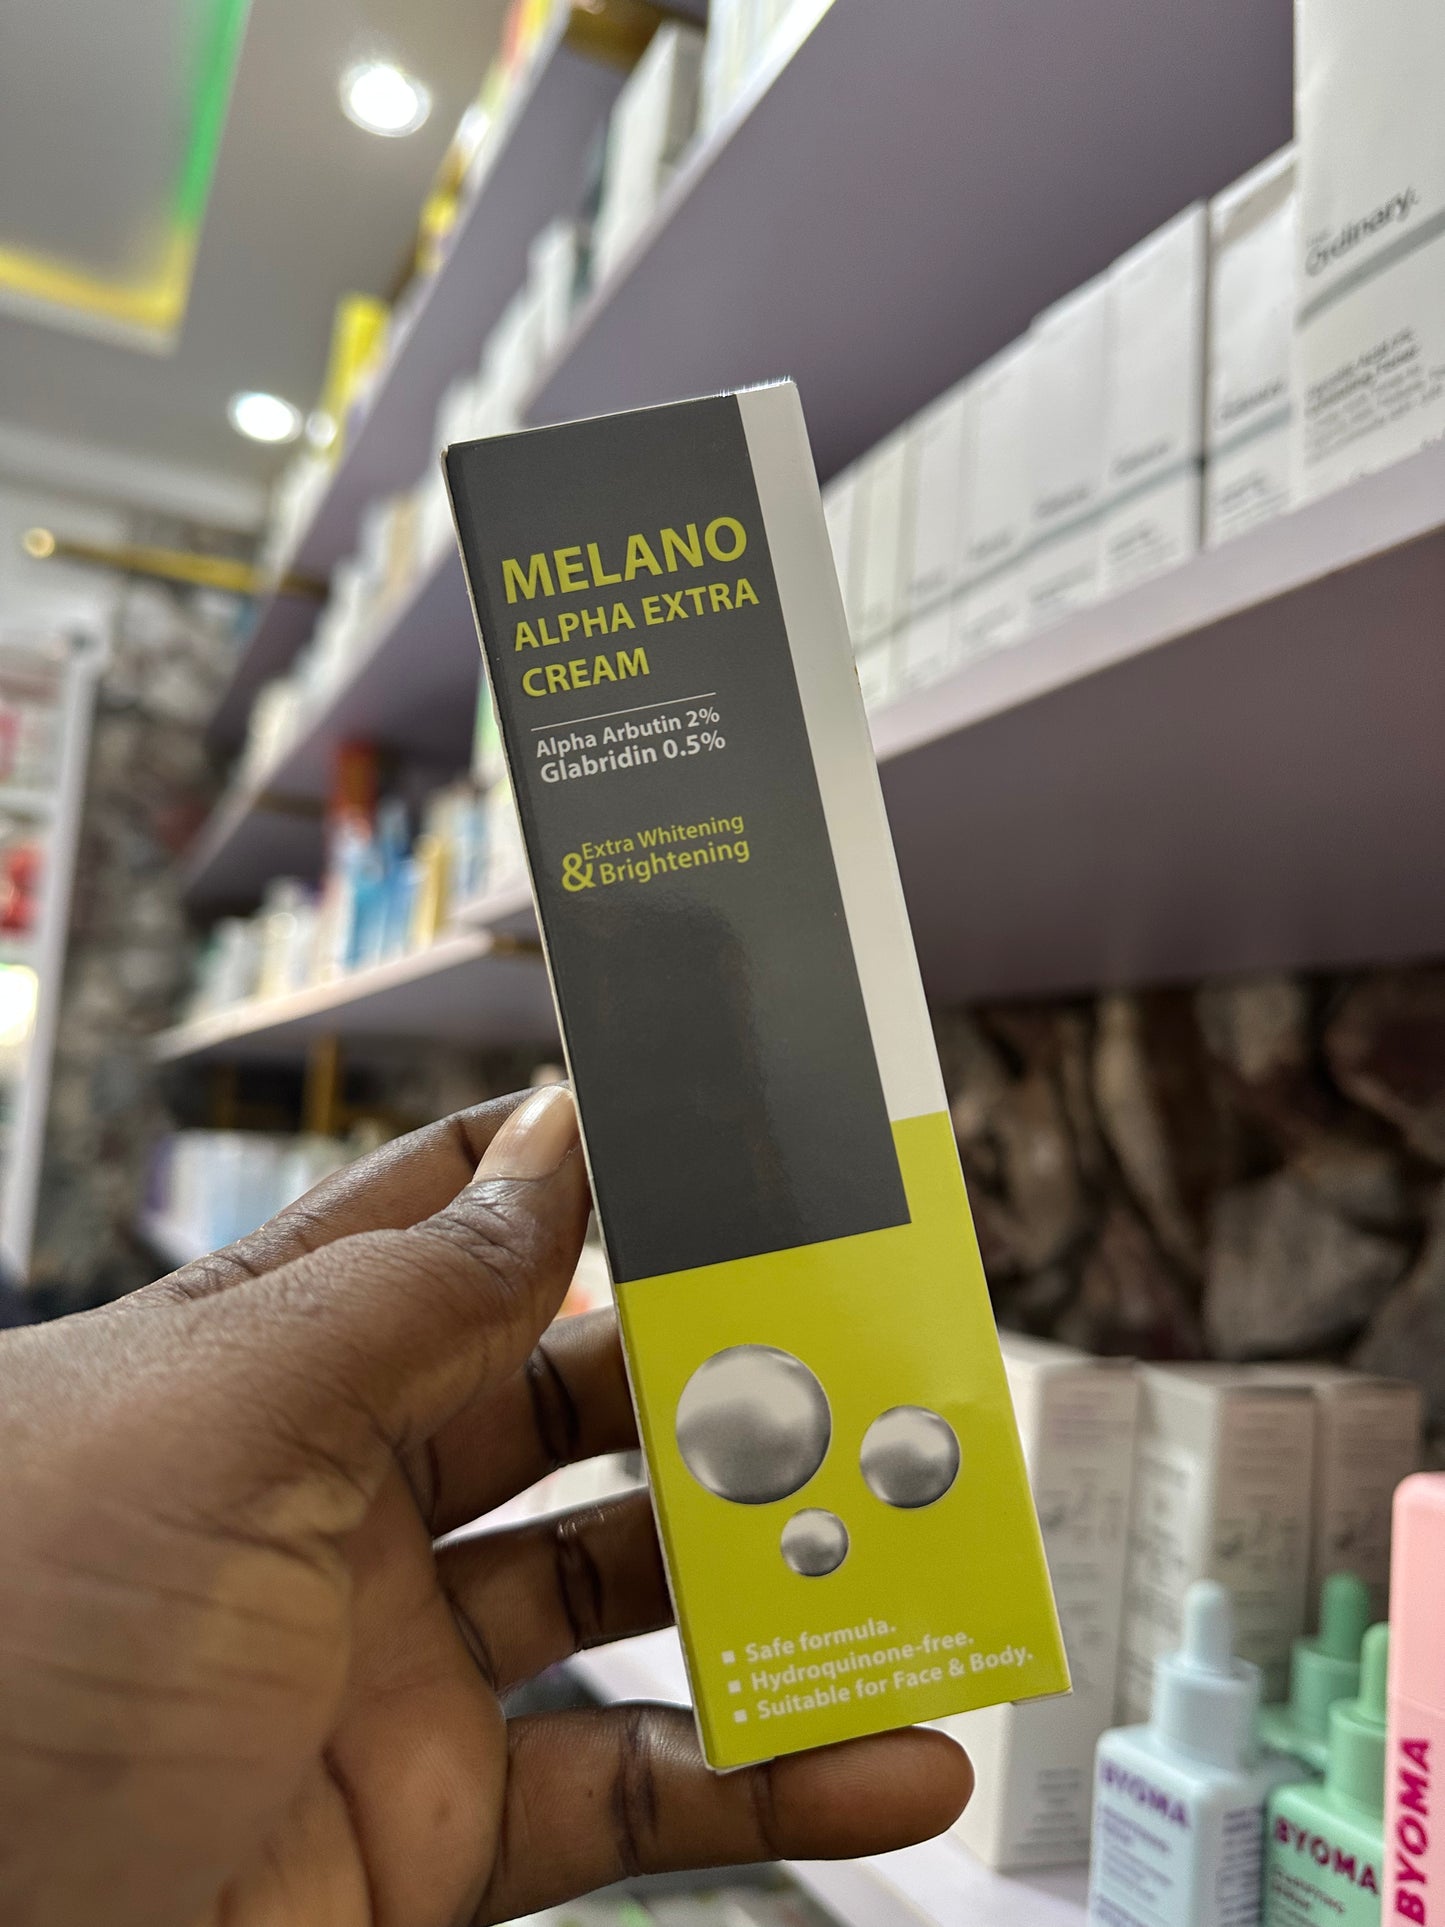 MELANO
ALPHA EXTRA
CREAM
Alpha Arbutin 2%
Glabridin 0.5%
Extra Whitening
& Brightening
▪ Safe formula.
▪ Hydroquinone-free.
▪ Suitable for Face & Body.
Ordinary.
BYOMA
BYOMA
BYOMA